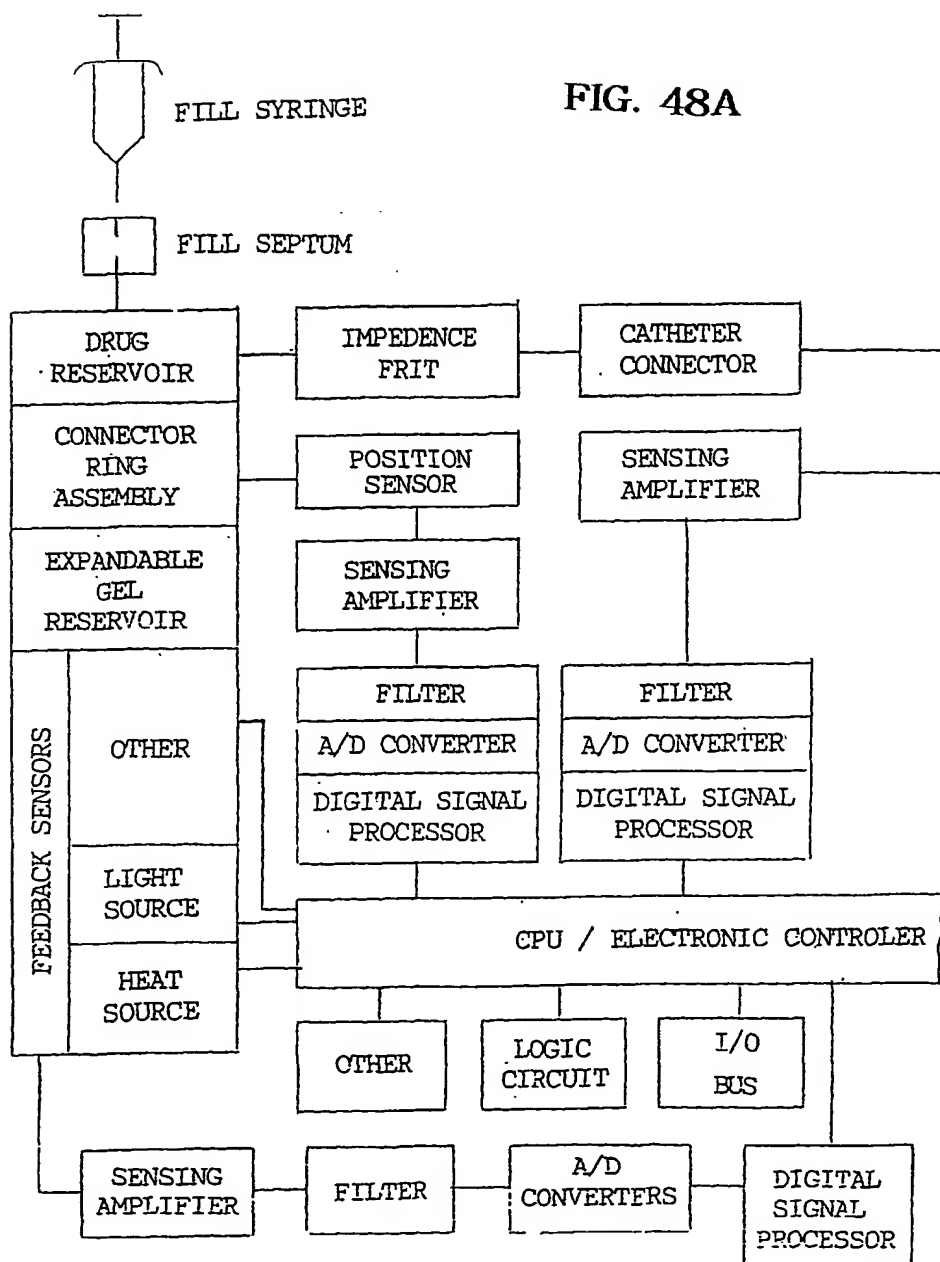 FIG. 48A
FILL SYRINGE
FILL SEPTUM
DRUG
RESERVOIR
IMPEDENCE
FRIT
CATHETER
CONNECTOR
CONNECTOR
RING
ASSEMBLY
POSITION
SENSOR
SENSING
AMPLIFIER
EXPANDABLE
GEL
RESERVOIR
SENSING
AMPLIFIER
FEEDBACK SENSORS
OTHER
FILTER
A/D CONVERTER
DIGITAL SIGNAL
PROCESSOR
FILTER
A/D CONVERTER
DIGITAL SIGNAL
PROCESSOR
LIGHT
SOURCE
HEAT
SOURCE
CPU / ELECTRONIC CONTROLER
OTHER
LOGIC
CIRCUIT
I/O
BUS
SENSING
AMPLIFIER
FILTER
A/D
CONVERTERS
DIGITAL
SIGNAL
PROCESSOR